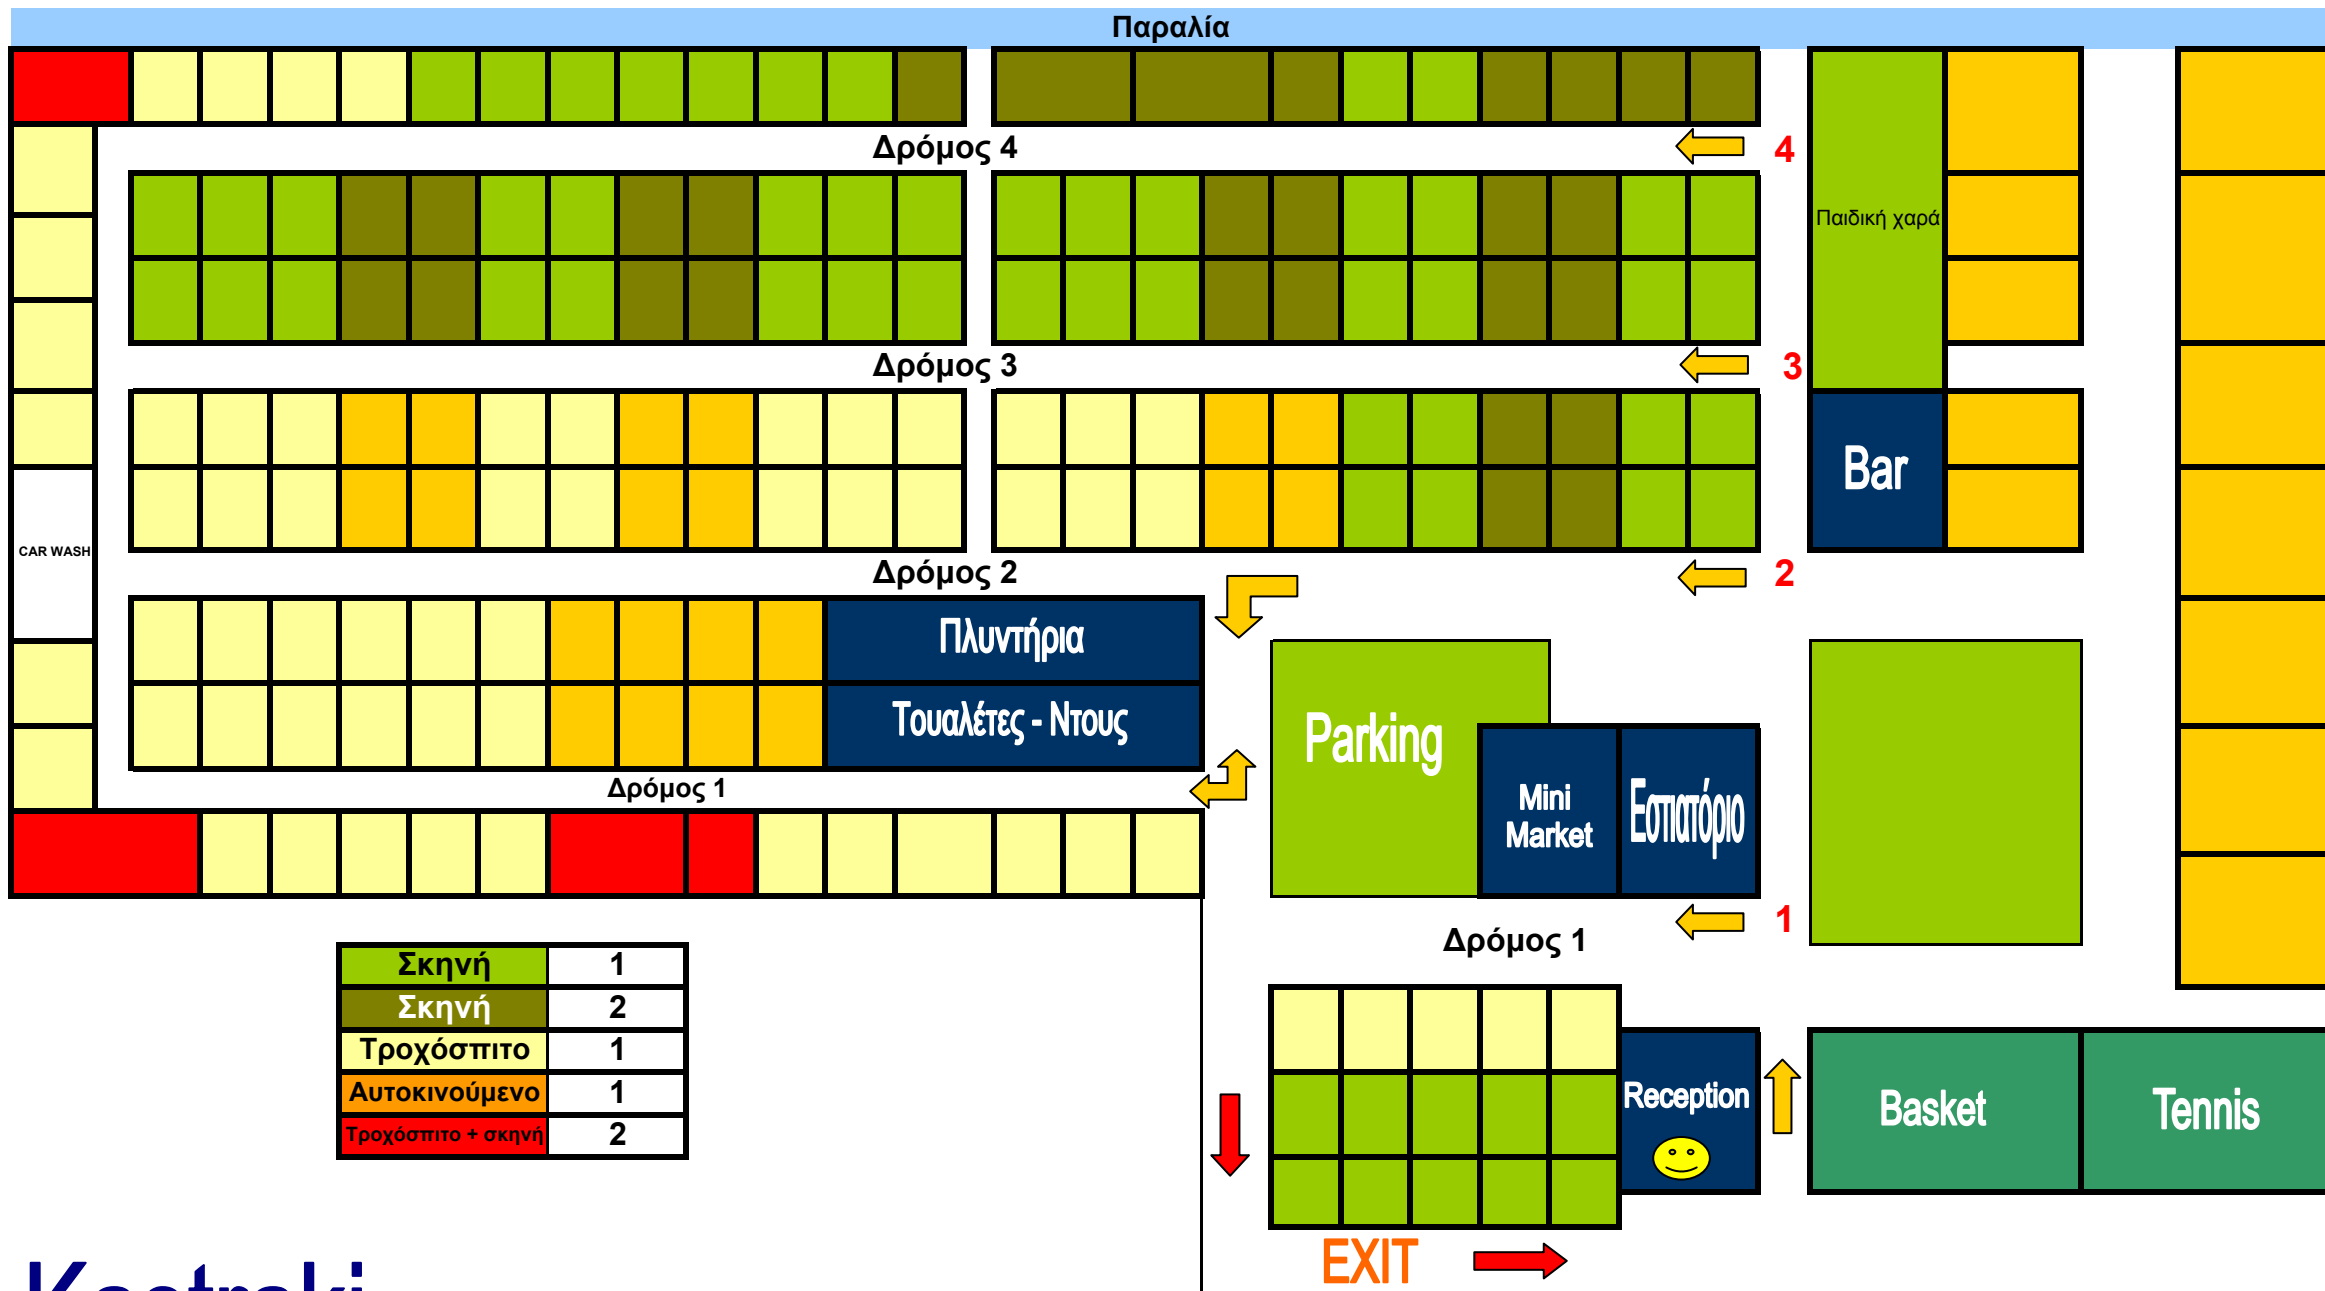 Παραλία
Δρόμος 4
4
Παιδική χαρά
Δρόμος 3
3
Bar
CAR WASH
Δρόμος 2
2
Πλυντήρια
Τουαλέτες - Ντους
Parking
Mini
Market
Εστιατόριο
Δρόμος 1
1
Δρόμος 1
Σκηνή 1
Σκηνή 2
Τροχόσπιτο 1
Αυτοκινούμενο 1
Τροχόσπιτο + σκηνή 2
Reception
Basket
Tennis
EXIT
Kastraki